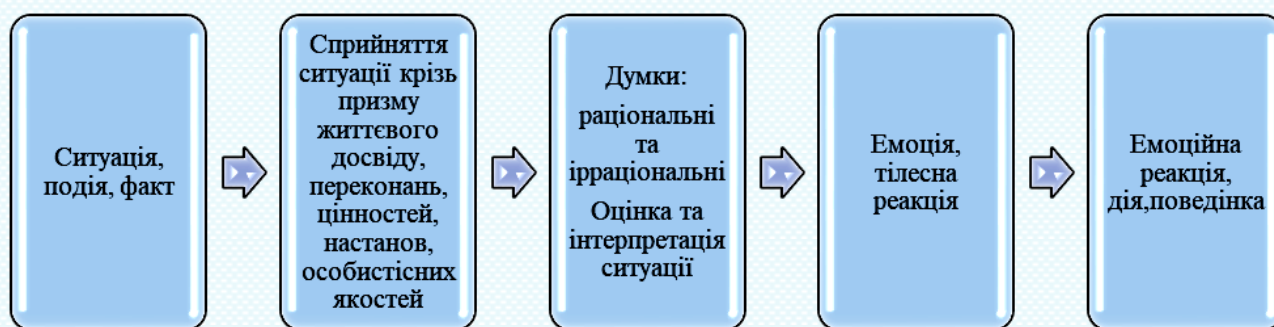 Ситуація,
подія, факт
Сприйняття
ситуації крізь
призму
життєвого
досвіду,
переконань,
цінностей,
настанов,
особистісних
якостей
Думки:
раціональні
та
ірраціональні
Оцінка та
інтерпретація
ситуації
Емоція,
тілесна
реакція
Емоційна
реакція,
дія,поведінка